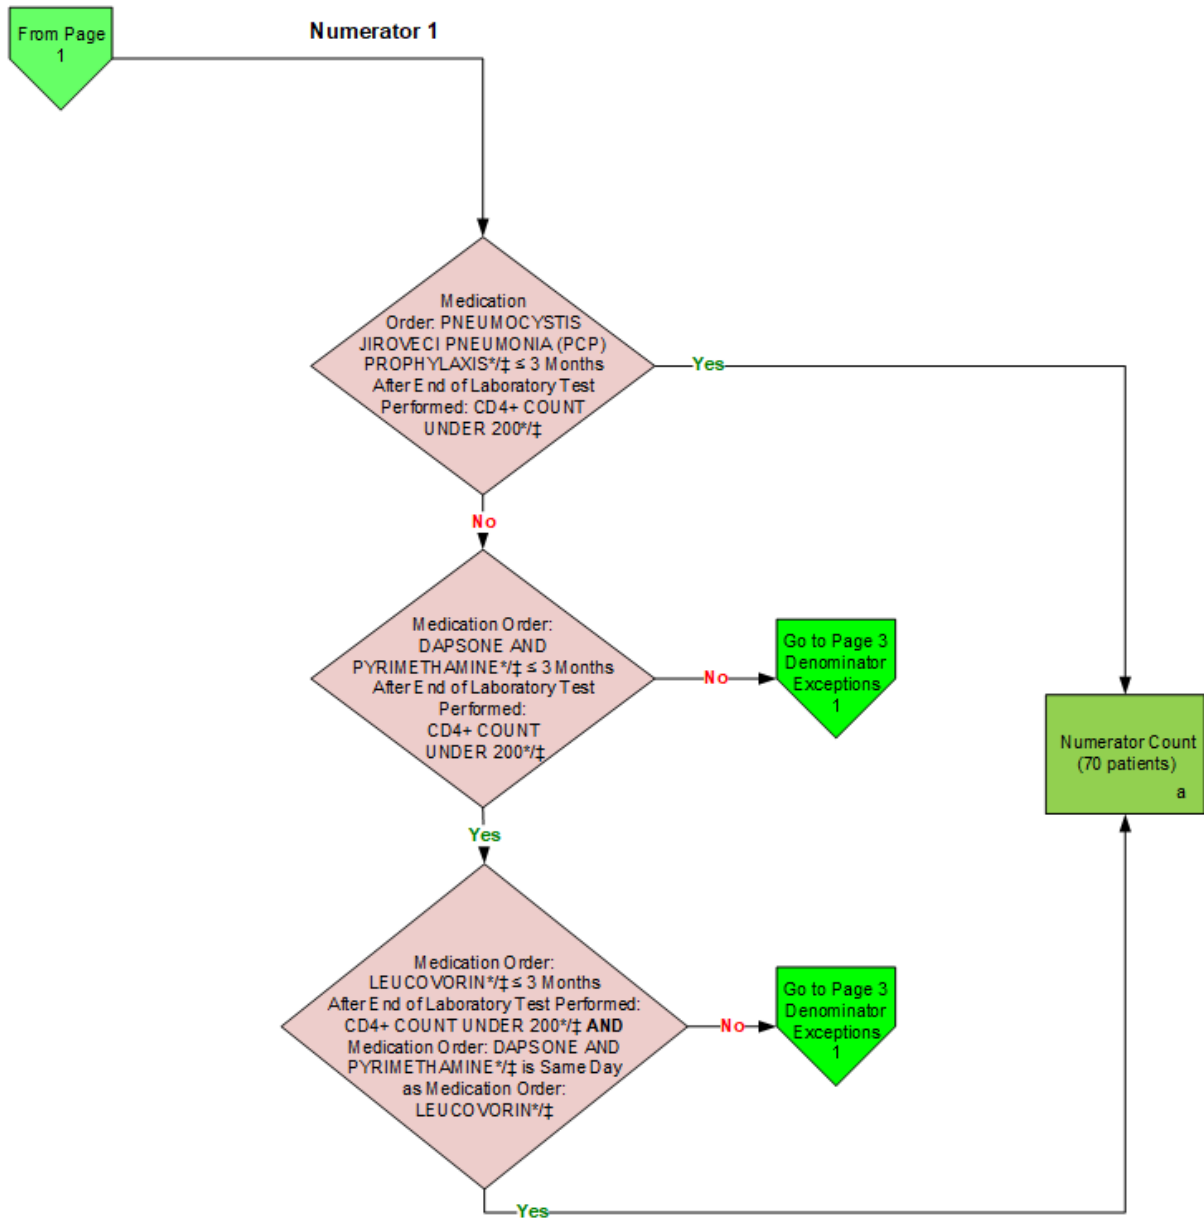 From Page
1
Numerator 1
Medication
Order: PNEUMOCYSTIS
JIROVECI PNEUMONIA (PCP)
PROPHYLAXIS*/‡ ≤ 3 Months
After End of Laboratory Test
Performed: CD4+ COUNT
UNDER 200*/‡
Yes
No
Medication Order:
DAPSONE AND
PYRIMETHAMINE*/‡ ≤ 3 Months
After End of Laboratory Test
Performed:
CD4+ COUNT
UNDER 200*/‡
No
Go to Page 3
Denominator
Exceptions
1
Numerator Count
(70 patients)
a
Yes
Medication Order:
LEUCOVORIN*/‡ ≤ 3 Months
After End of Laboratory Test Performed:
CD4+ COUNT UNDER 200*/‡ AND
Medication Order: DAPSONE AND
PYRIMETHAMINE*/‡ is Same Day
as Medication Order:
LEUCOVORIN*/‡
No
Go to Page 3
Denominator
Exceptions
1
Yes